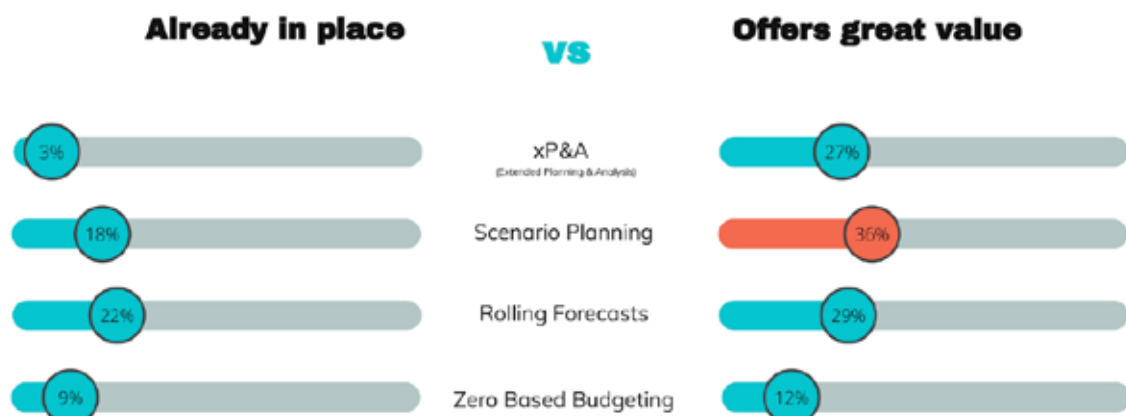 Already in place
vs
Offers great value
3%
xP&A
(Extended Planning & Analysis)
27%
18%
Scenario Planning
36%
22%
Rolling Forecasts
29%
9%
Zero Based Budgeting
12%